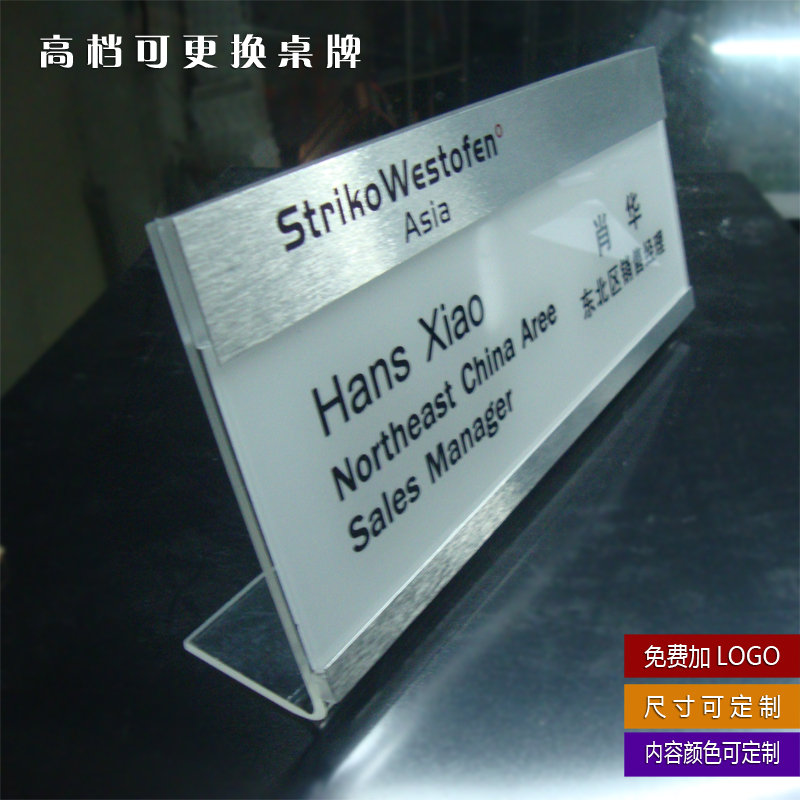 高档可更换桌牌
StrikoWestofen
Asia
肖 华
东北区销售经理
Hans Xiao
Northeast China Aree
Sales Manager
免费加 LOGO
尺寸可定制
内容颜色可定制